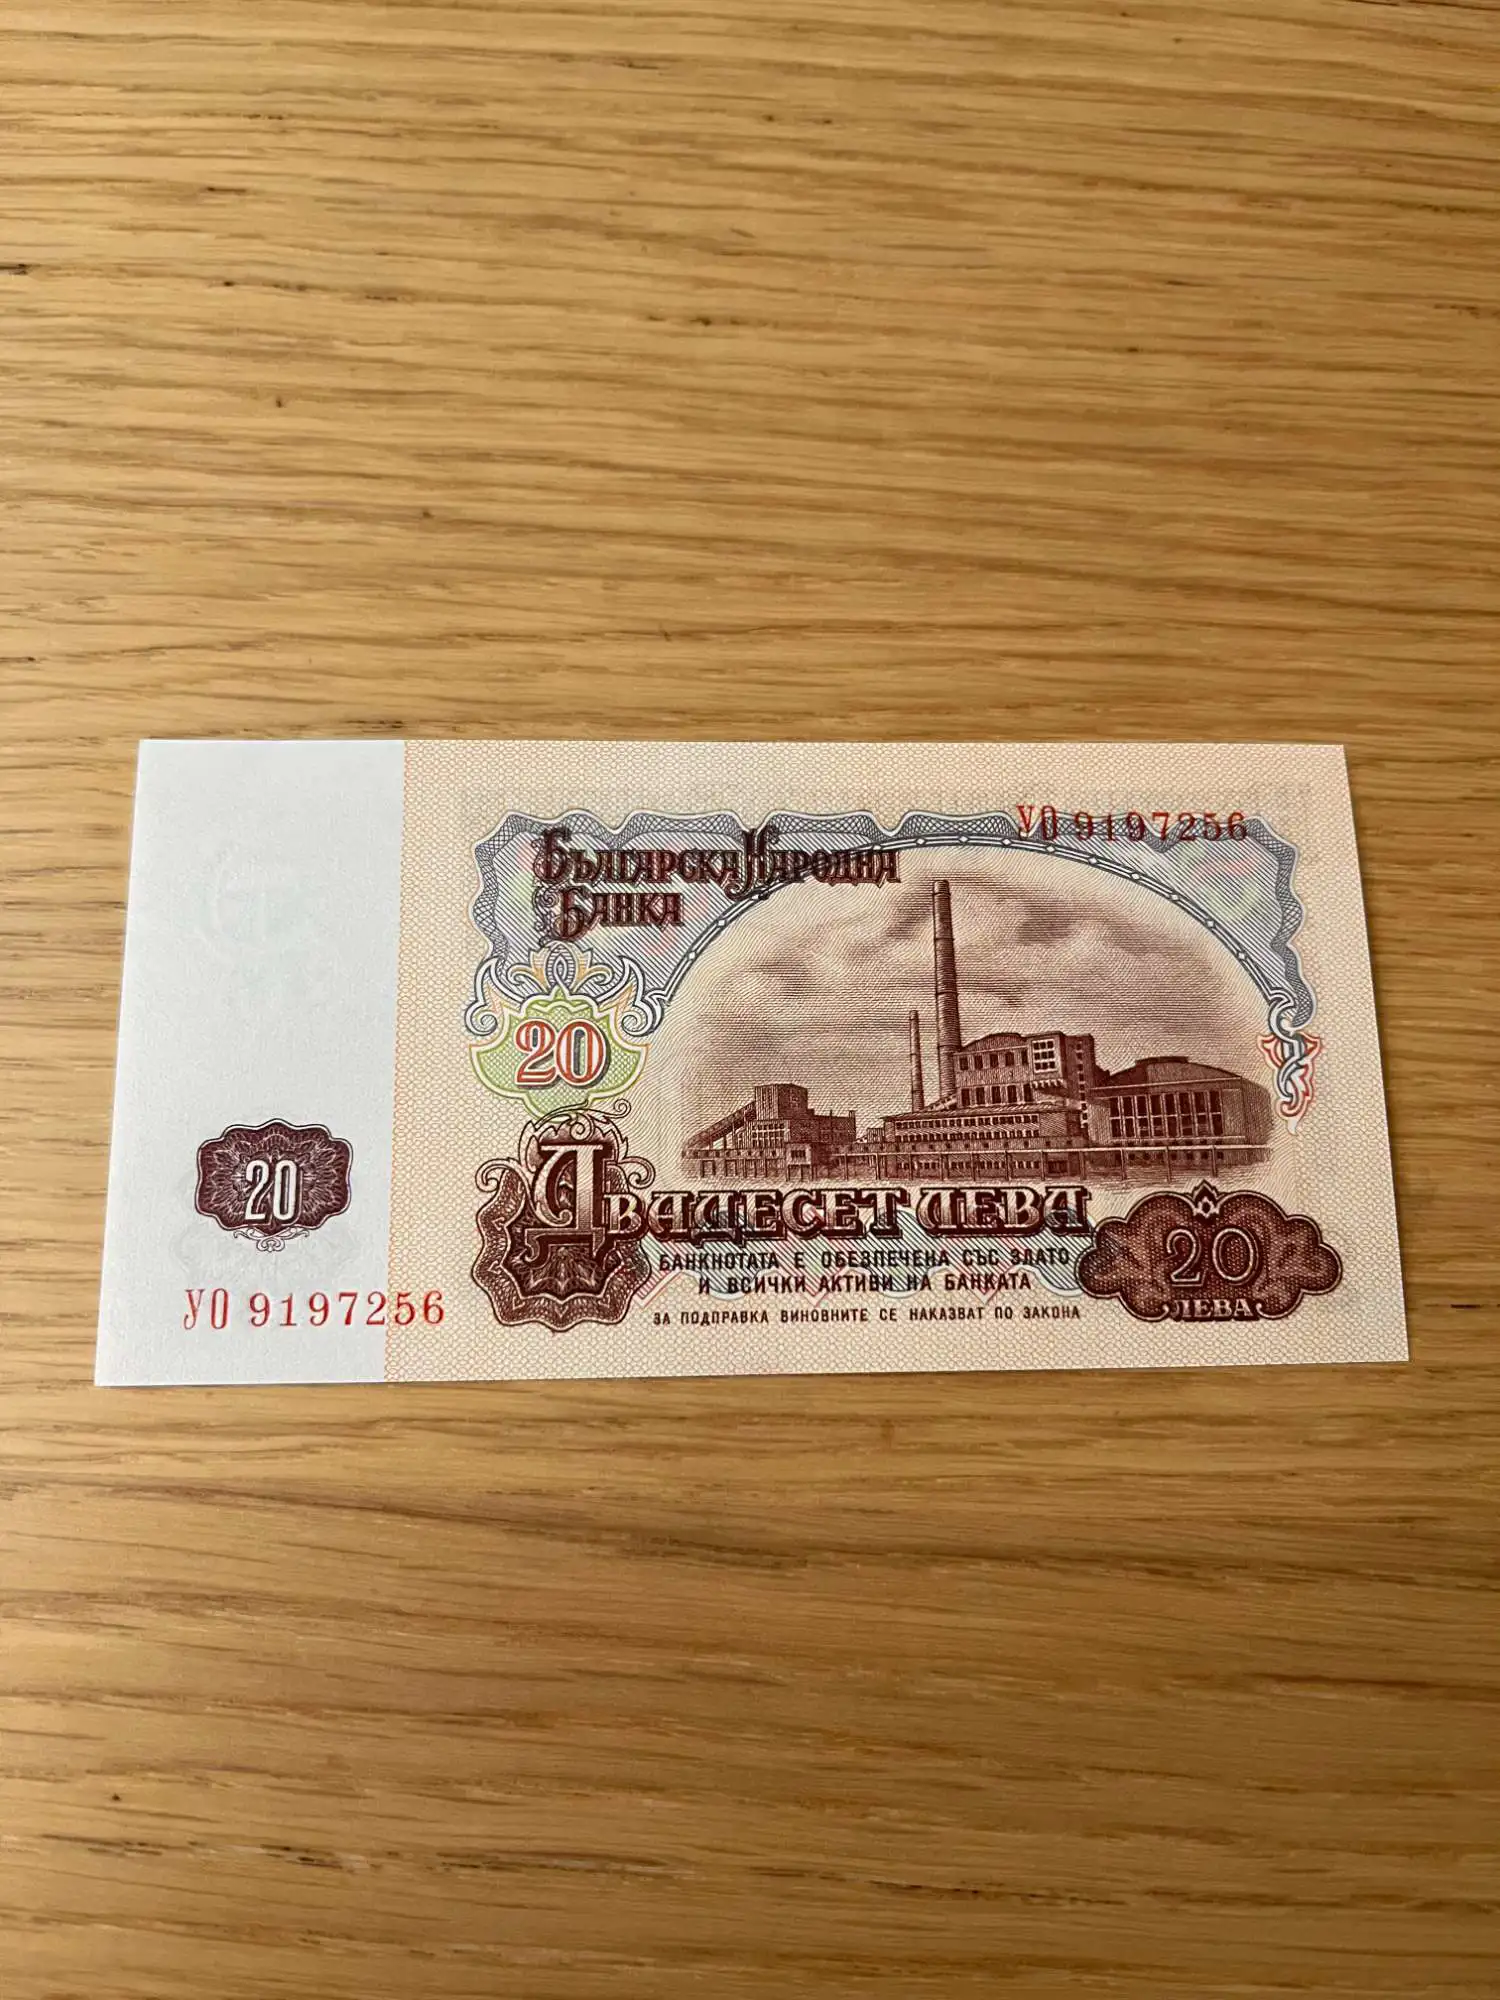 УО 9197256
Българска Народна
Банка
20
Двадесет лева
БАНКНОТАТА Е ОБЕЗПЕЧЕНА СЪС ЗЛАТО
И ВСИЧКИ АКТИВИ НА БАНКАТА
ЗА ПОДПРАВКА ВИНОВНИТЕ СЕ НАКАЗВАТ ПО ЗАКОНА
20
ЛЕВА
20
УО 9197256